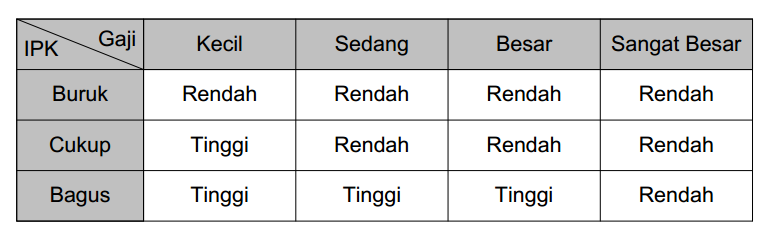 IPK Gaji Kecil Sedang Besar Sangat Besar
Buruk Rendah Rendah Rendah Rendah
Cukup Tinggi Rendah Rendah Rendah
Bagus Tinggi Tinggi Tinggi Rendah